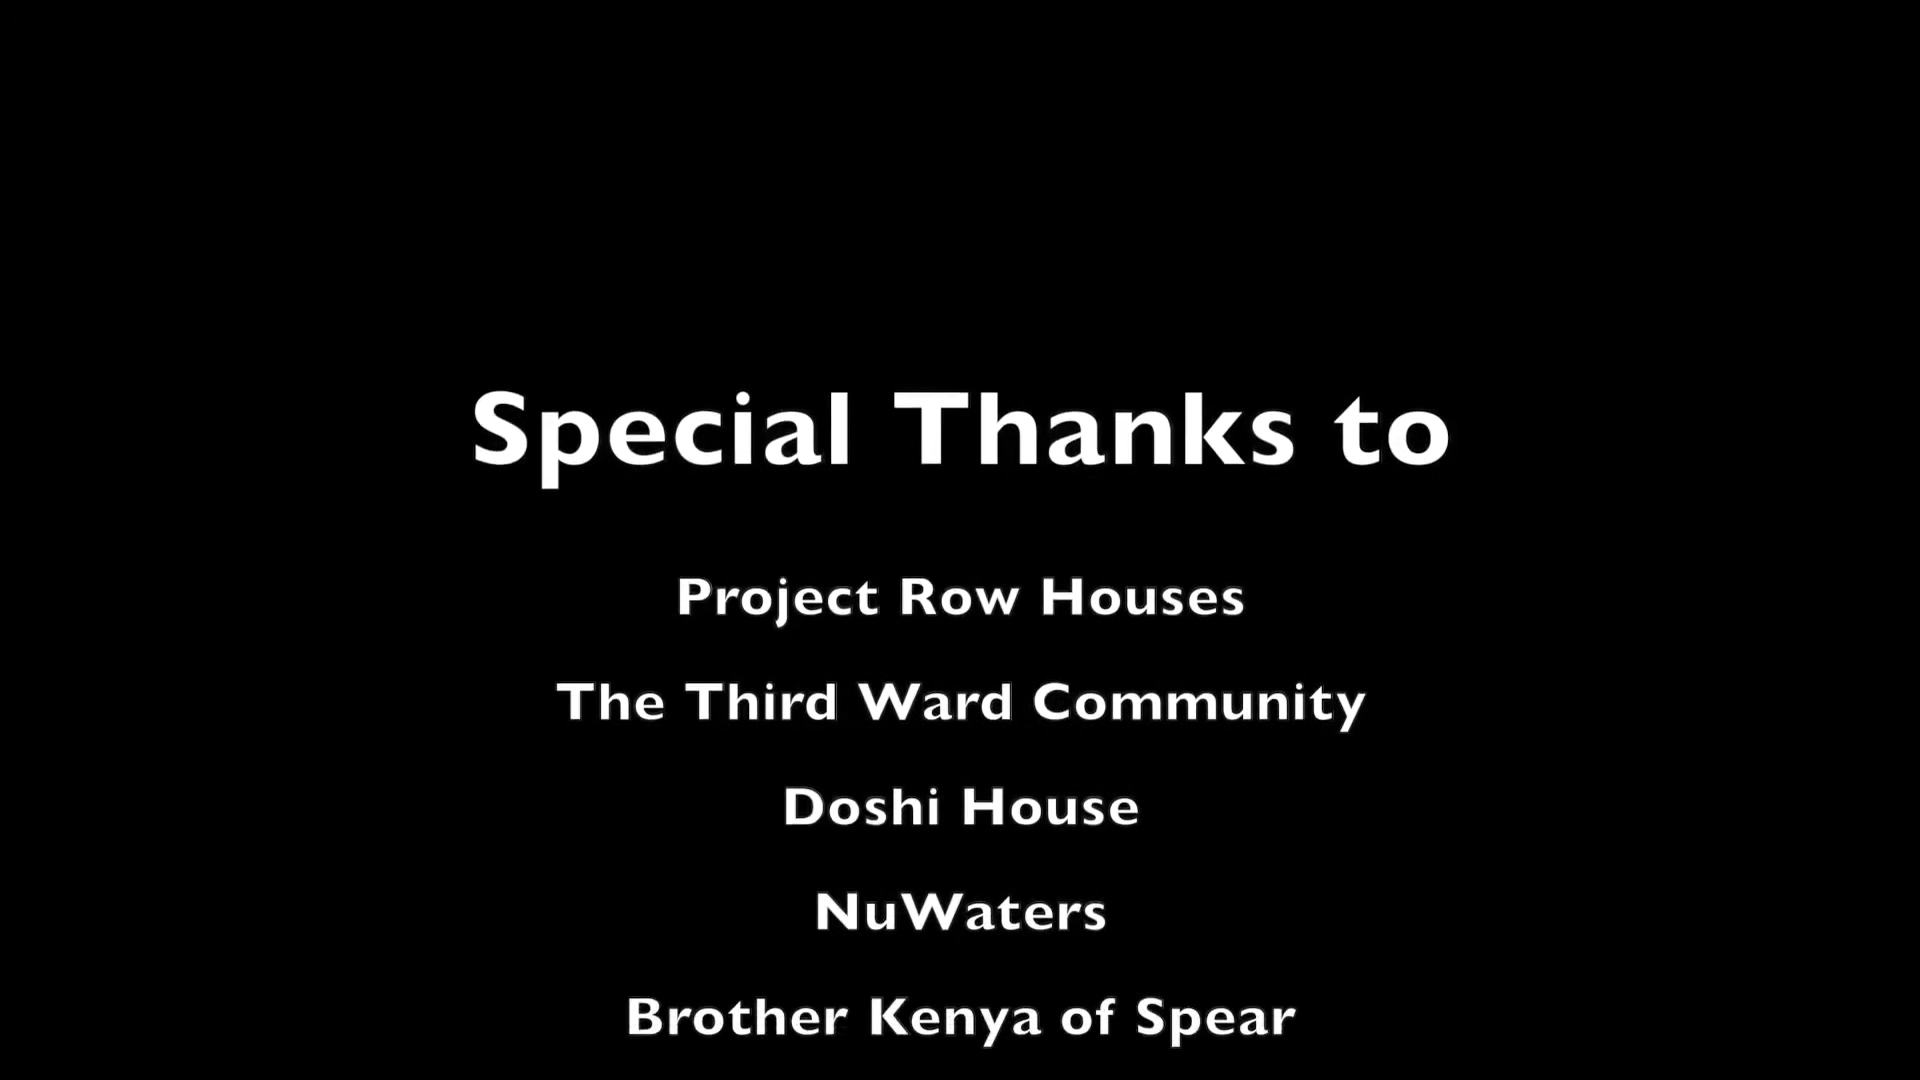 Special Thanks to
Project Row Houses
The Third Ward Community
Doshi House
NuWaters
Brother Kenya of Spear